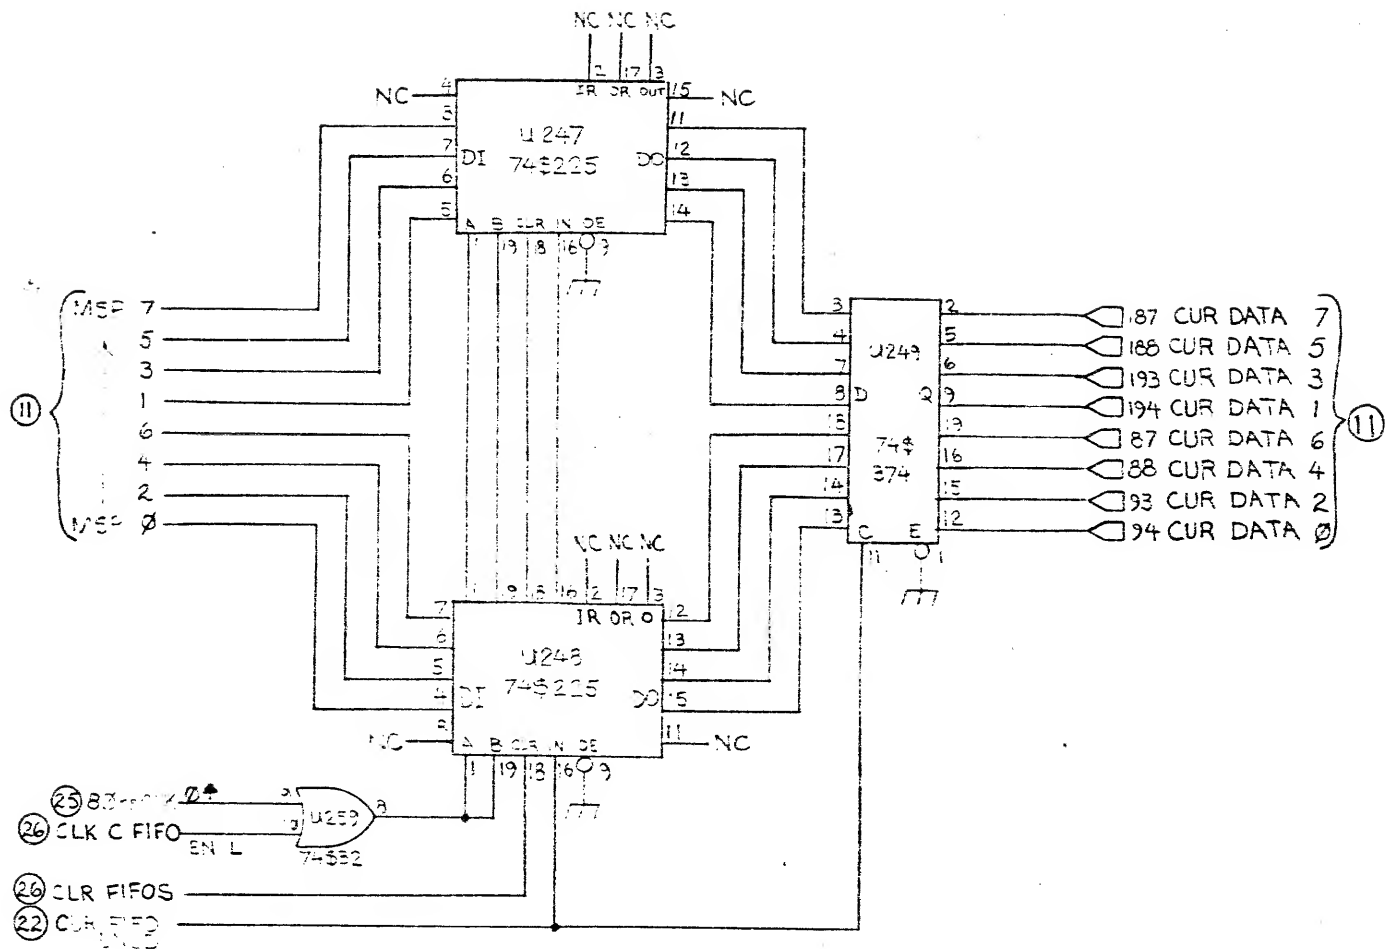 NC NC NC
2 17 3
IR OR OUT
NC 4
15 NC
11
U247
7 DI
DO 12
74S225
6
13
5
14
A B CLR IN OE
1 19 18 16 9
MSP 7
5
3
1
11
6
4
2
MSP Ø
3 2 187 CUR DATA 7
4 U249 5 188 CUR DATA 5
7 6 193 CUR DATA 3
8 D Q 9 194 CUR DATA 1
18 19 87 CUR DATA 6
17 74S 16 88 CUR DATA 4
14 374 15 93 CUR DATA 2
13 12 94 CUR DATA Ø
11
C E
11 1
NC NC NC
1 19 18 16 2 17 3
7 IR OR O 12
6 13
U248
5 14
4 DI 74S225 DO 15
NC 11 NC
A B CLR IN OE
1 19 18 16 9
25 Ø
8
26 CLK C FIFO U259
EN L 74S32
26 CLR FIFOS
22 CUR FIFO